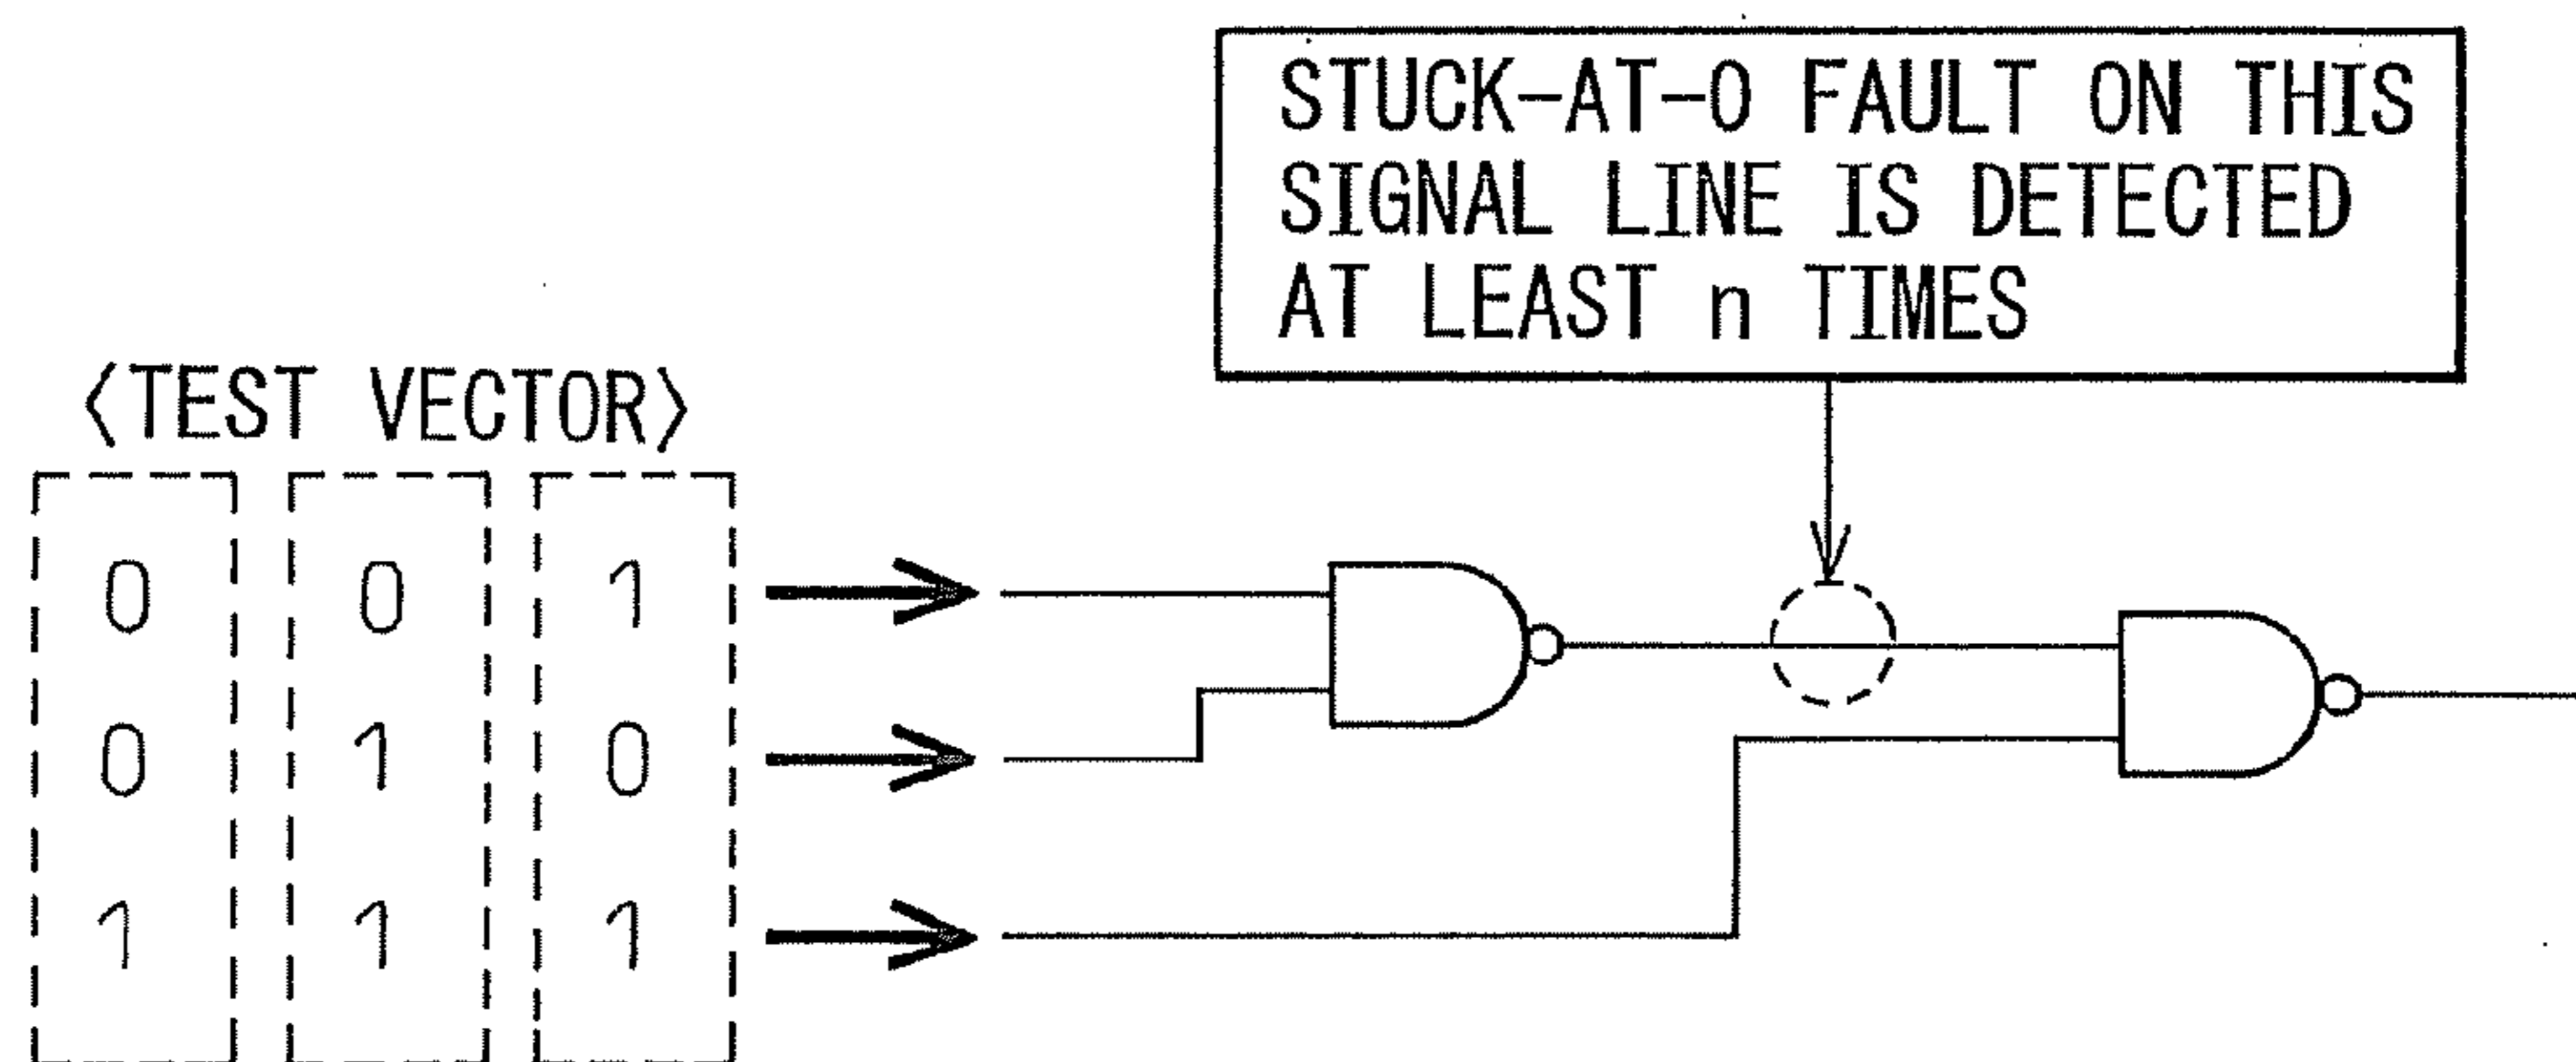 STUCK-AT-0 FAULT ON THIS
SIGNAL LINE IS DETECTED
AT LEAST n TIMES
〈TEST VECTOR〉
0 0 1
0 1 0
1 1 1